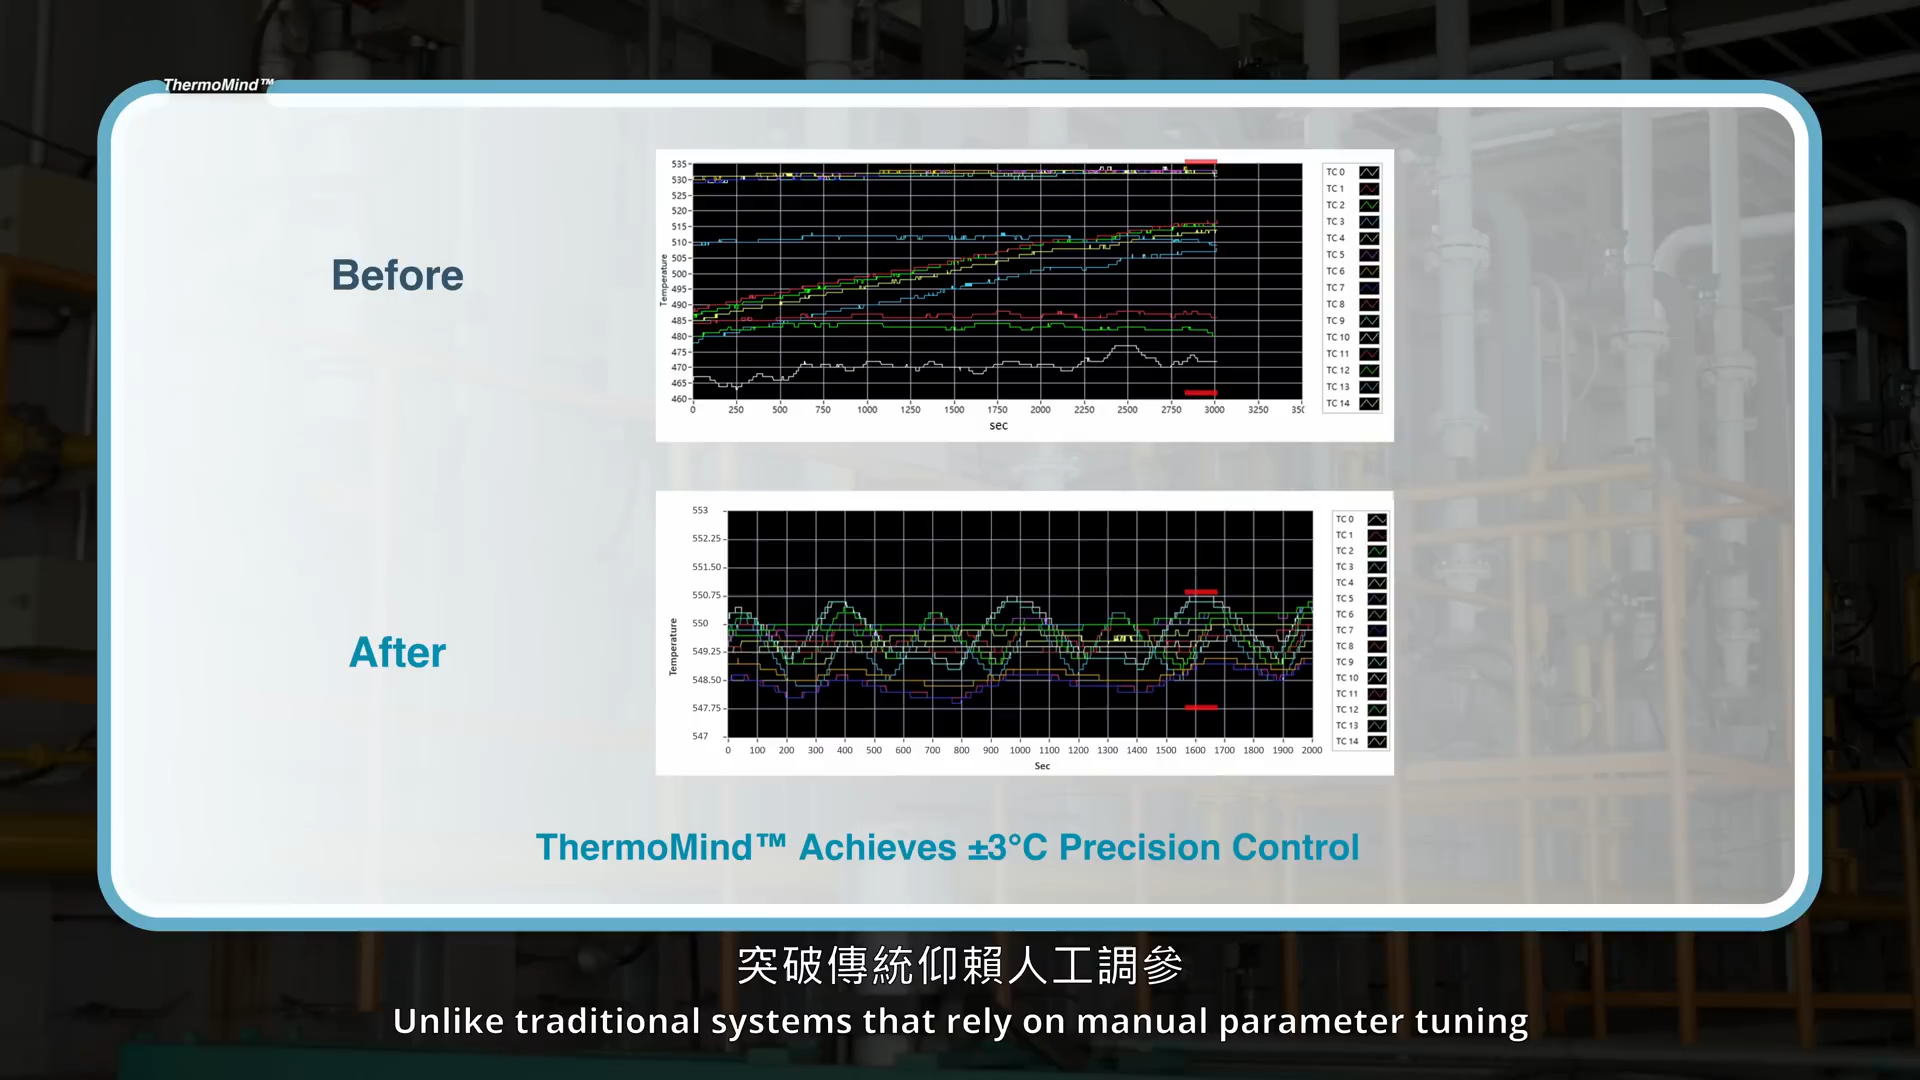 ThermoMind™
Before
535
530
525
520
515
510
505
500
495
490
485
480
475
470
465
460
Temperature
0 250 500 750 1000 1250 1500 1750 2000 2250 2500 2750 3000 3250
sec
TC 0
TC 1
TC 2
TC 3
TC 4
TC 5
TC 6
TC 7
TC 8
TC 9
TC 10
TC 11
TC 12
TC 13
TC 14
After
553
552.25
551.50
550.75
550
549.25
548.50
547.75
547
Temperature
0 100 200 300 400 500 600 700 800 900 1000 1100 1200 1300 1400 1500 1600 1700 1800 1900 2000
Sec
TC 0
TC 1
TC 2
TC 3
TC 4
TC 5
TC 6
TC 7
TC 8
TC 9
TC 10
TC 11
TC 12
TC 13
TC 14
ThermoMind™ Achieves ±3°C Precision Control
突破傳統仰賴人工調參
Unlike traditional systems that rely on manual parameter tuning